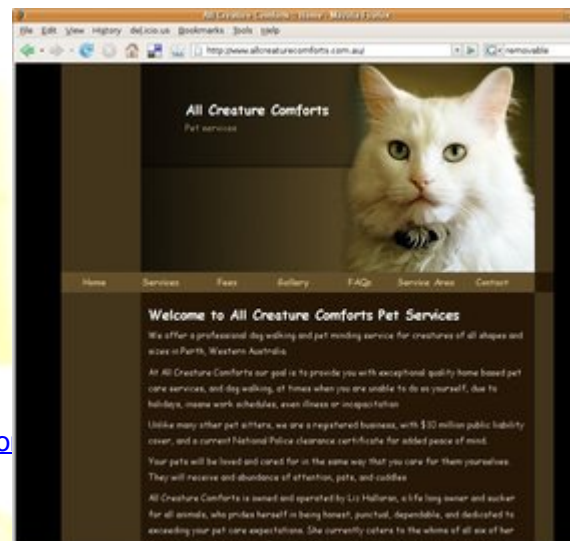 All Creature Comforts : Home - Mozilla Firefox
File Edit View History del.icio.us Bookmarks Tools Help
http://www.allcreaturecomforts.com.au/
removable
All Creature Comforts
Pet services
Home Services Fees Gallery FAQs Service Area Contact
Welcome to All Creature Comforts Pet Services
We offer a professional dog walking and pet minding service for creatures of all shapes and
sizes in Perth, Western Australia
At All Creature Comforts our goal is to provide you with exceptional quality home based pet
care services, and dog walking, at times when you are unable to do so yourself, due to
holidays, insane work schedules, even illness or incapacitation
Unlike many other pet sitters, we are a registered business, with $10 million public liability
cover, and a current National Police clearance certificate for added peace of mind.
Your pets will be loved and cared for in the same way that you care for them yourselves.
They will receive and abundance of attention, pats, and cuddles
All Creature Comforts is owned and operated by Liz Halloran, a life long owner and sucker
for all animals, who prides herself in being honest, punctual, dependable, and dedicated to
exceeding your pet care expectations. She currently caters to the whims of all six of her